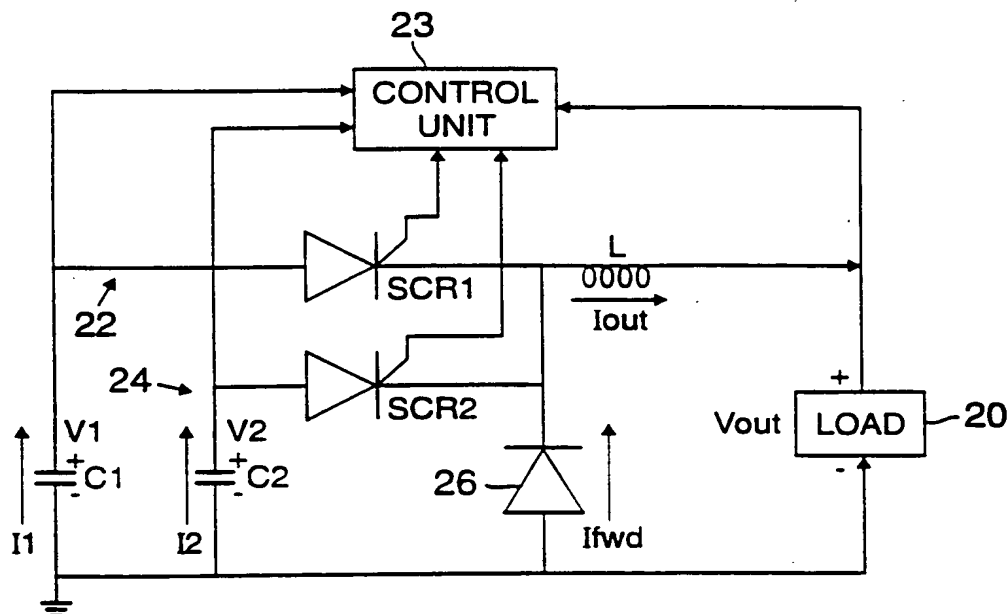 23
CONTROL
UNIT
L
SCR1
Iout
22
24
SCR2
+
Vout
LOAD
20
-
V1
+
C1
-
V2
+
C2
-
26
I1
I2
Ifwd